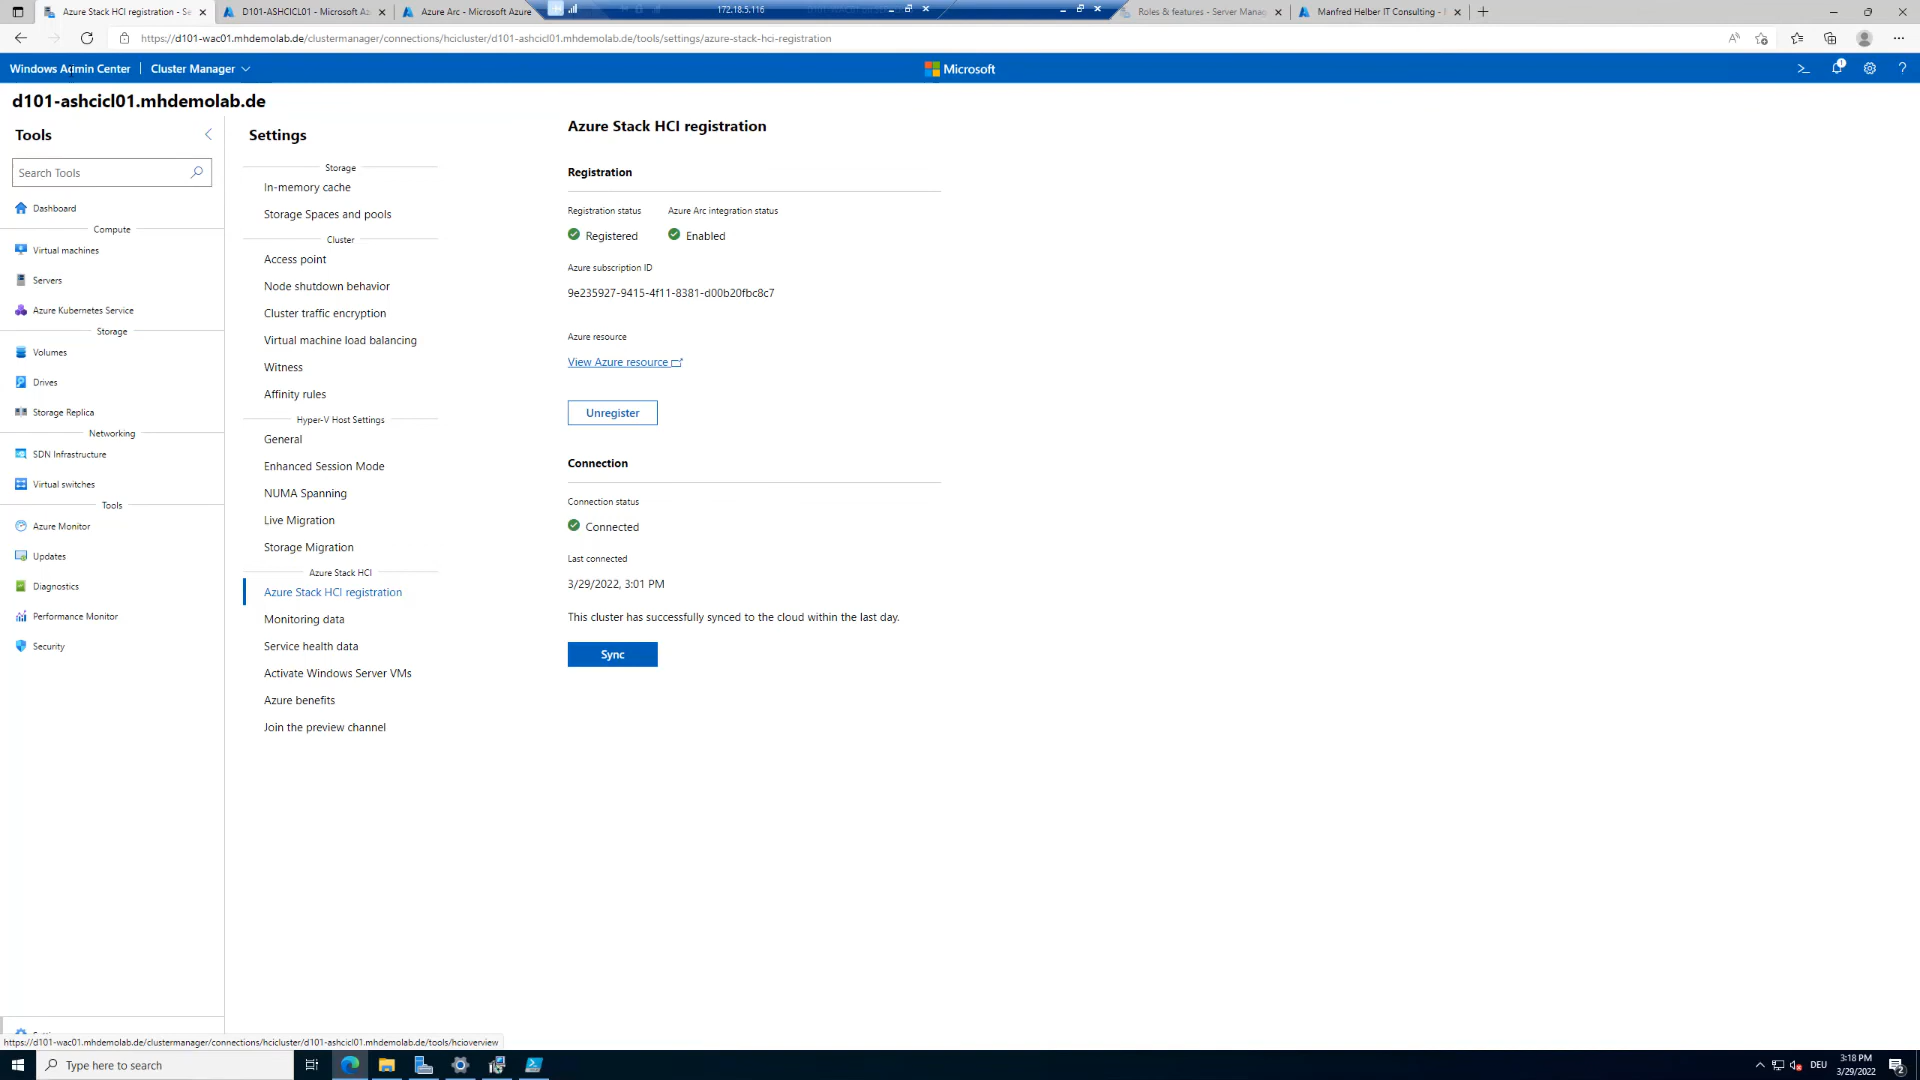 Azure Stack HCI registration - Se
D101-ASHCICL01 - Microsoft Az
Azure Arc - Microsoft Azure
172.18.5.116
Roles & features - Server Manag
Manfred Helber IT Consulting -
https://d101-wac01.mhdemolab.de/clustermanager/connections/hcicluster/d101-ashcicl01.mhdemolab.de/tools/settings/azure-stack-hci-registration
Windows Admin Center
Cluster Manager
Microsoft
d101-ashcicl01.mhdemolab.de
Tools
Search Tools
Dashboard
Compute
Virtual machines
Servers
Azure Kubernetes Service
Storage
Volumes
Drives
Storage Replica
Networking
SDN Infrastructure
Virtual switches
Tools
Azure Monitor
Updates
Diagnostics
Performance Monitor
Security
Settings
Storage
In-memory cache
Storage Spaces and pools
Cluster
Access point
Node shutdown behavior
Cluster traffic encryption
Virtual machine load balancing
Witness
Affinity rules
Hyper-V Host Settings
General
Enhanced Session Mode
NUMA Spanning
Live Migration
Storage Migration
Azure Stack HCI
Azure Stack HCI registration
Monitoring data
Service health data
Activate Windows Server VMs
Azure benefits
Join the preview channel
Azure Stack HCI registration
Registration
Registration status
Azure Arc integration status
Registered
Enabled
Azure subscription ID
9e235927-9415-4f11-8381-d00b20fbc8c7
Azure resource
View Azure resource
Unregister
Connection
Connection status
Connected
Last connected
3/29/2022, 3:01 PM
This cluster has successfully synced to the cloud within the last day.
Sync
https://d101-wac01.mhdemolab.de/clustermanager/connections/hcicluster/d101-ashcicl01.mhdemolab.de/tools/hcioverview
Type here to search
DEU
3:18 PM
3/29/2022
2